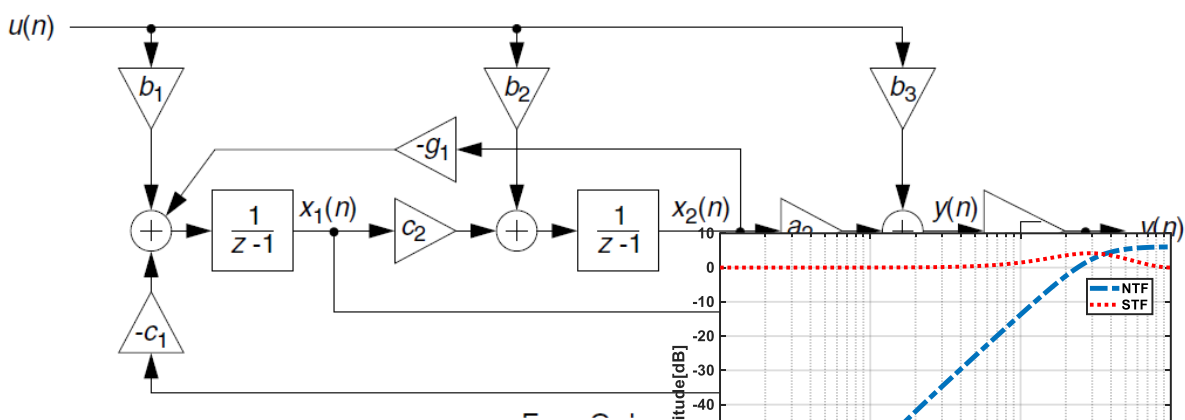 u(n)
b1
b2
b3
-g1
1
z -1
x1(n)
c2
1
z -1
x2(n)
y(n)
v(n)
-c1
10
0
-10
-20
-30
-40
NTF
STF